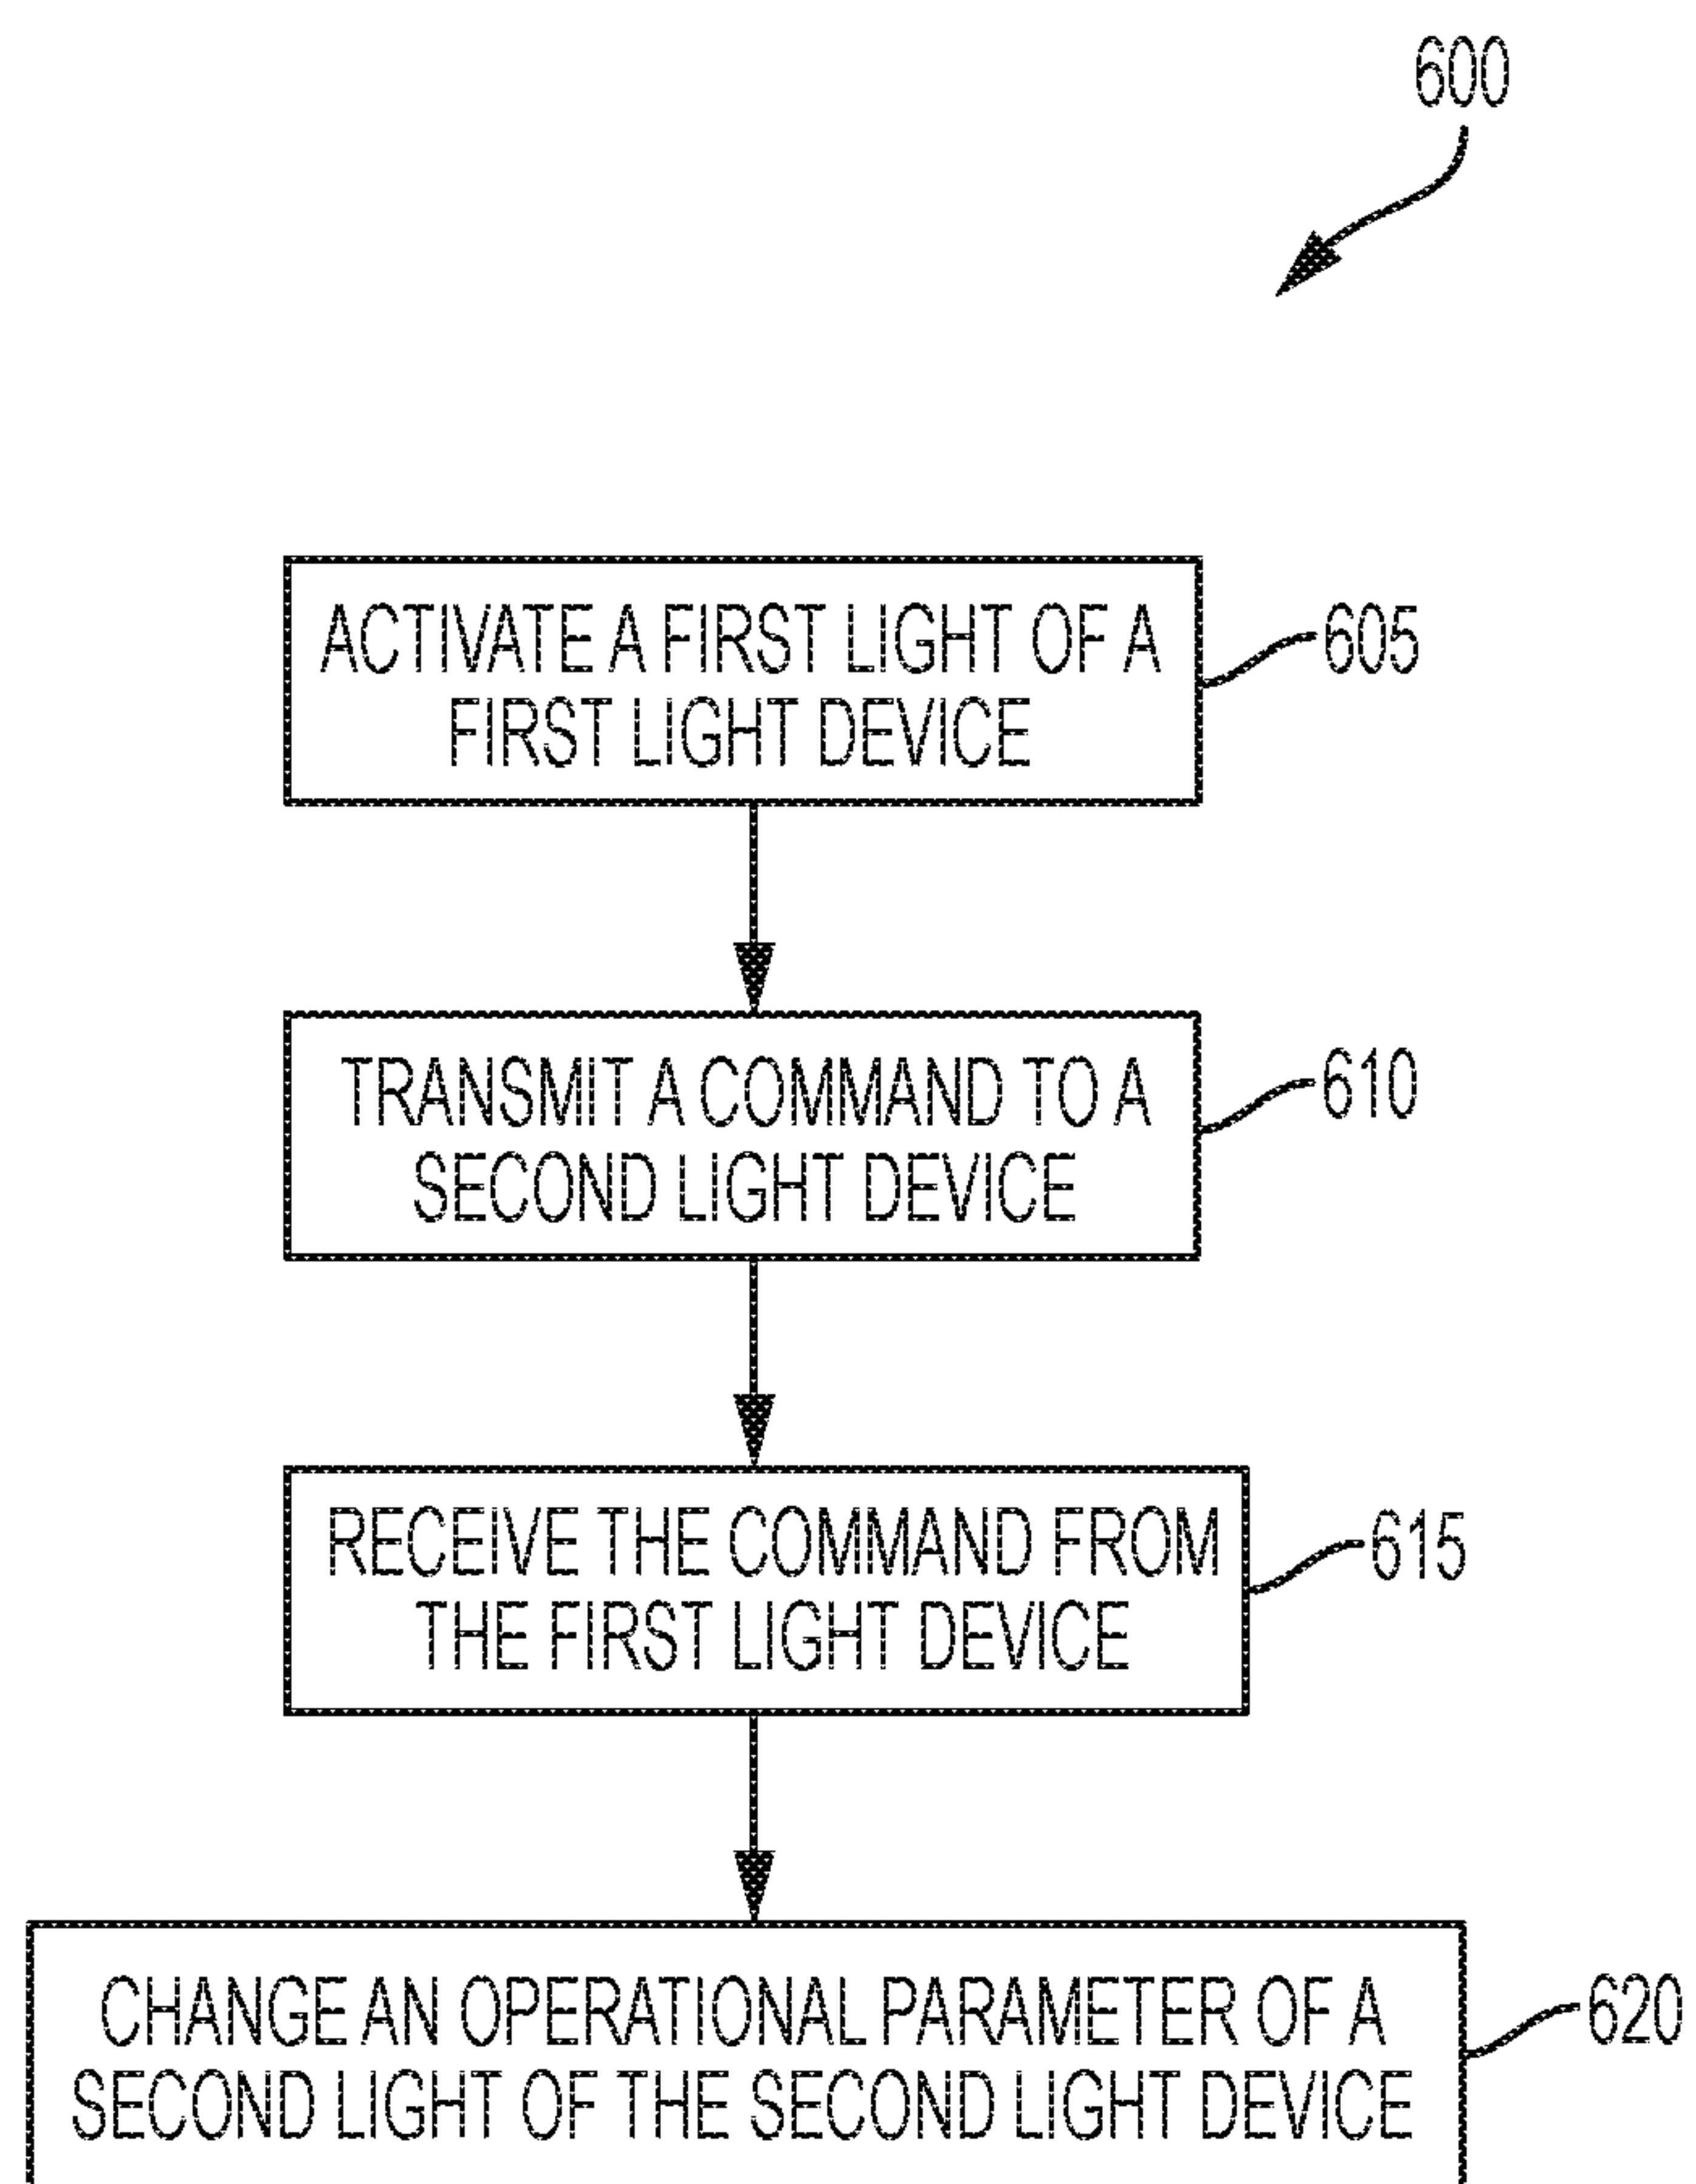 600
ACTIVATE A FIRST LIGHT OF A
FIRST LIGHT DEVICE
605
TRANSMIT A COMMAND TO A
SECOND LIGHT DEVICE
610
RECEIVE THE COMMAND FROM
THE FIRST LIGHT DEVICE
615
CHANGE AN OPERATIONAL PARAMETER OF A
SECOND LIGHT OF THE SECOND LIGHT DEVICE
620